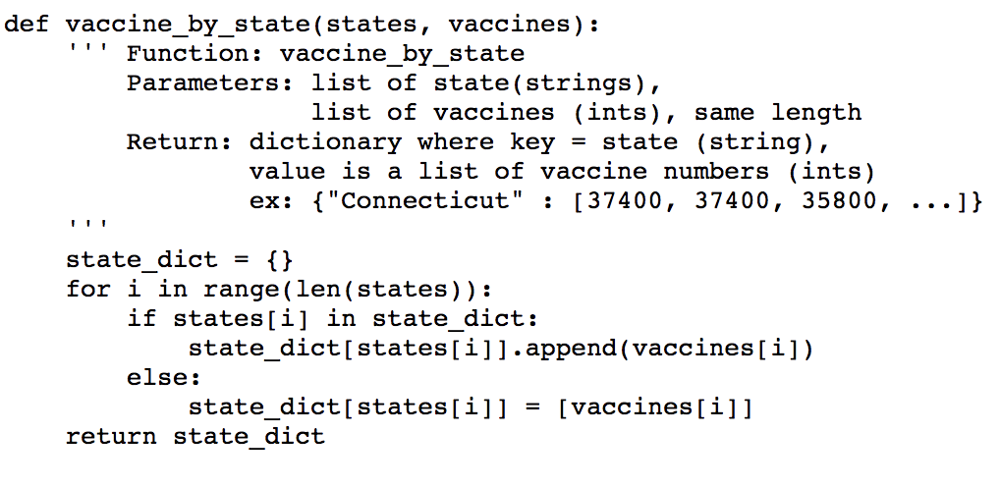 def vaccine_by_state(states, vaccines):
    ''' Function: vaccine_by_state
        Parameters: list of state(strings),
                    list of vaccines (ints), same length
        Return: dictionary where key = state (string),
                value is a list of vaccine numbers (ints)
                ex: {"Connecticut" : [37400, 37400, 35800, ...]}
    '''
    state_dict = {}
    for i in range(len(states)):
        if states[i] in state_dict:
            state_dict[states[i]].append(vaccines[i])
        else:
            state_dict[states[i]] = [vaccines[i]]
    return state_dict